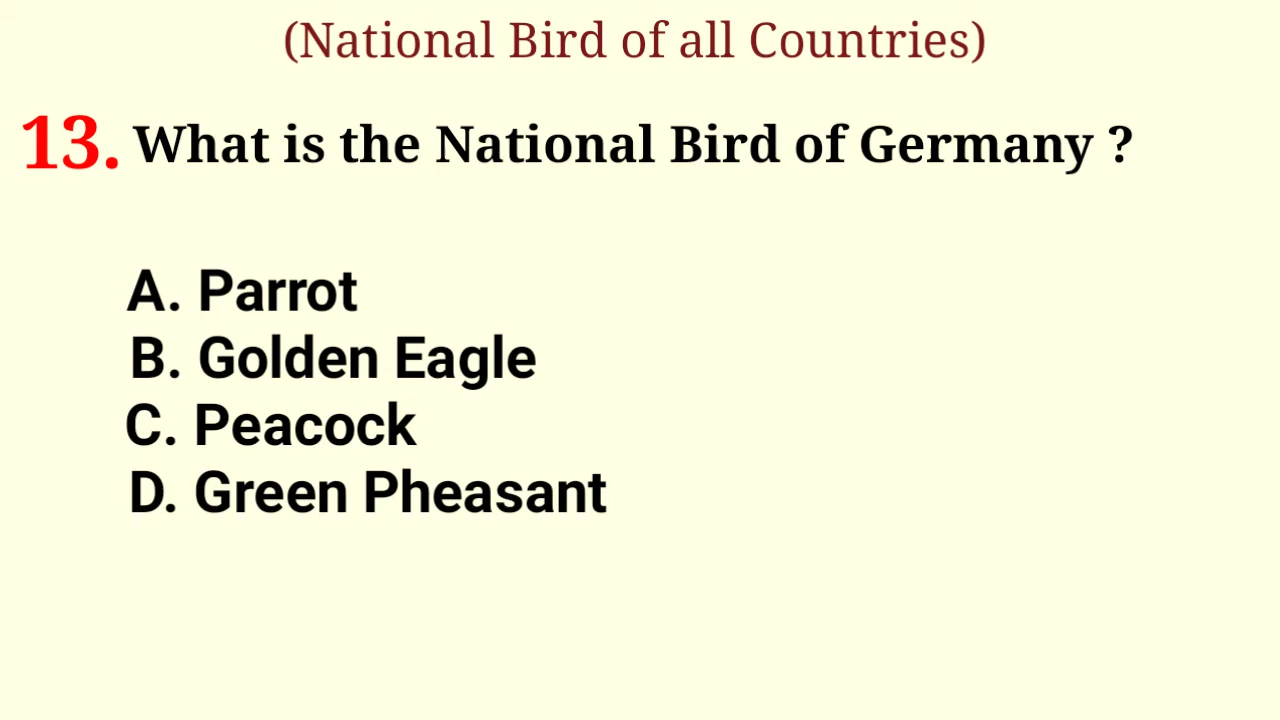 (National Bird of all Countries)
13. What is the National Bird of Germany ?
A. Parrot
B. Golden Eagle
C. Peacock
D. Green Pheasant